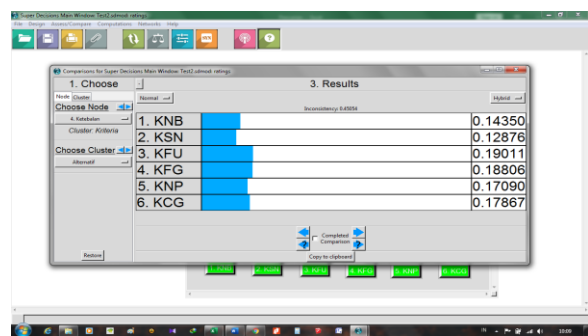 Super Decisions Main Window: Test2.sdmod: ratings
File Design Assess/Compare Computations Networks Help
Comparisons for Super Decisions Main Window: Test2.sdmod: ratings
1. Choose
3. Results
Node Cluster
Normal
Hybrid
Choose Node
Inconsistency: 0.45034
4. Ketebalan
Cluster: Kriteria
Choose Cluster
Alternatif
1. KNB 0.14350
2. KSN 0.12876
3. KFU 0.19011
4. KFG 0.18806
5. KNP 0.17090
6. KCG 0.17867
Completed
Comparison
Restore
Copy to clipboard
1. KNB 2. KSN 3. KFU 4. KFG 5. KNP 6. KCG
IN
10:09